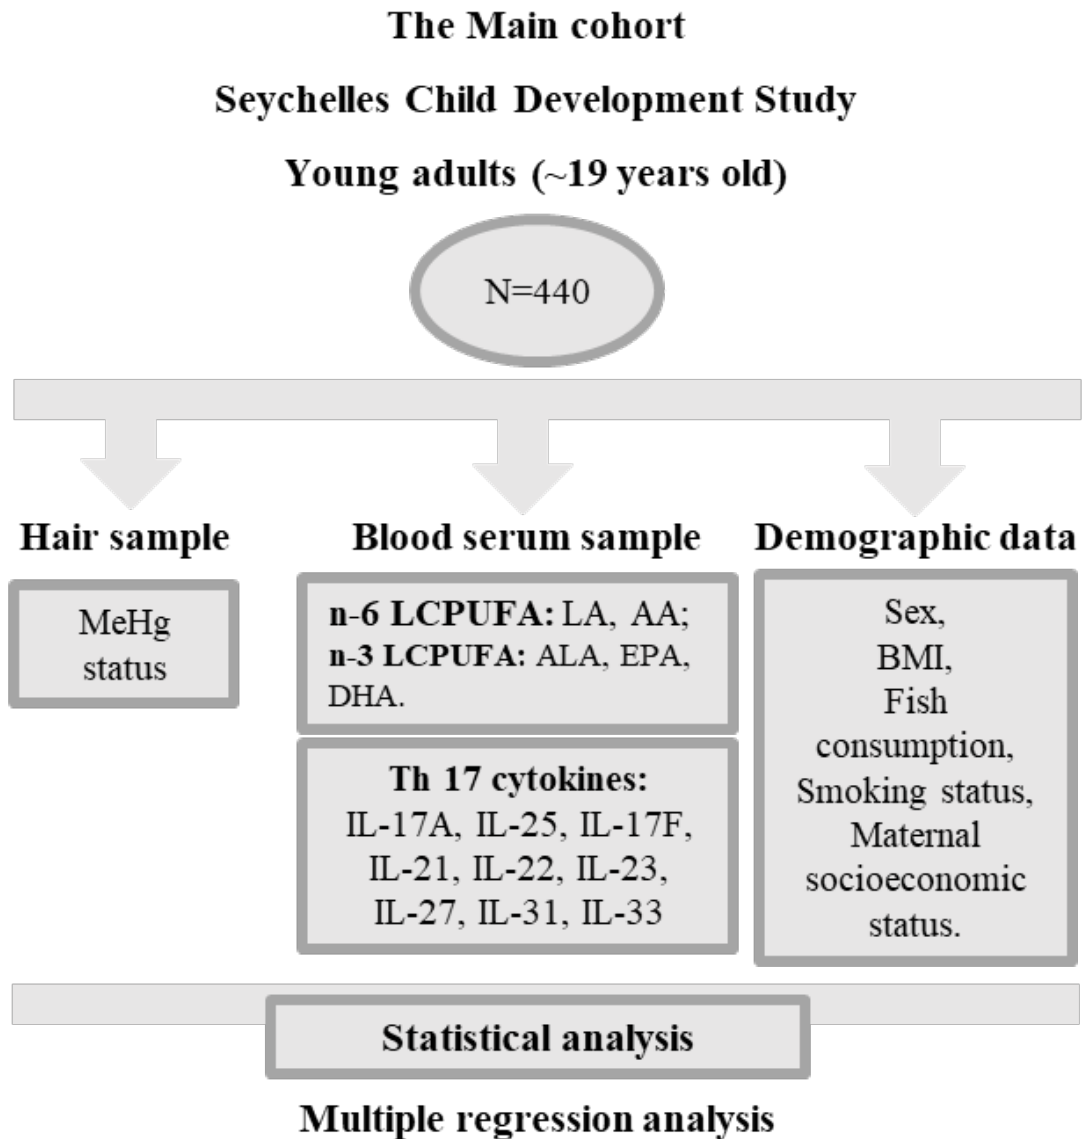 The Main cohort
Seychelles Child Development Study
Young adults (~19 years old)
N=440
Hair sample
MeHg
status
Blood serum sample
n-6 LCPUFA: LA, AA;
n-3 LCPUFA: ALA, EPA,
DHA.
Th 17 cytokines:
IL-17A, IL-25, IL-17F,
IL-21, IL-22, IL-23,
IL-27, IL-31, IL-33
Demographic data
Sex,
BMI,
Fish
consumption,
Smoking status,
Maternal
socioeconomic
status.
Statistical analysis
Multiple regression analysis